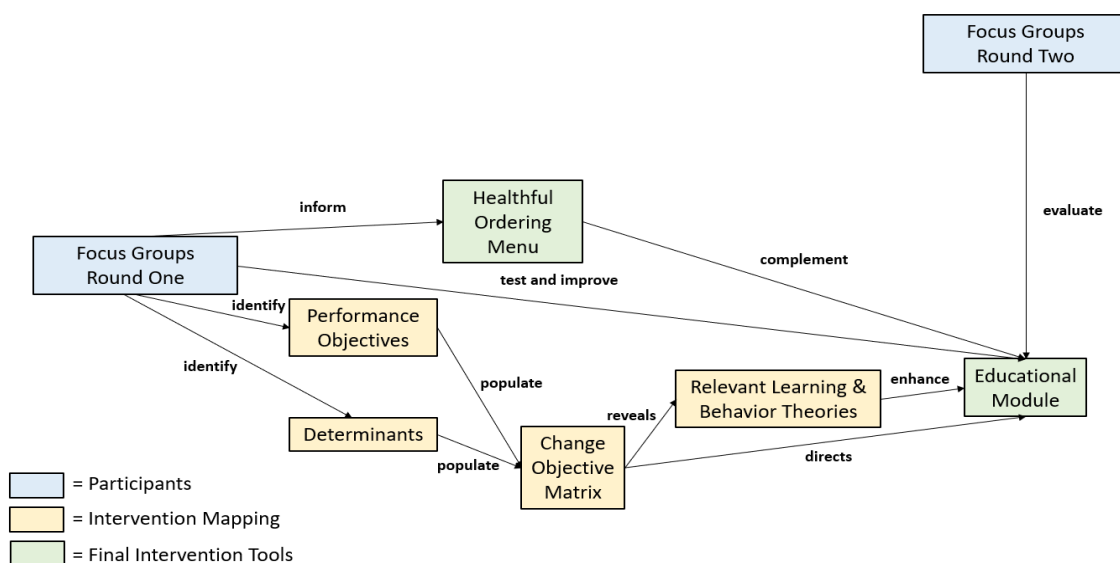 Focus Groups
Round Two
Healthful
Ordering
Menu
inform
evaluate
Focus Groups
Round One
complement
test and improve
identify
Performance
Objectives
identify
populate
Relevant Learning &
Behavior Theories
enhance
Educational
Module
reveals
Determinants
populate
Change
Objective
Matrix
directs
= Participants
= Intervention Mapping
= Final Intervention Tools